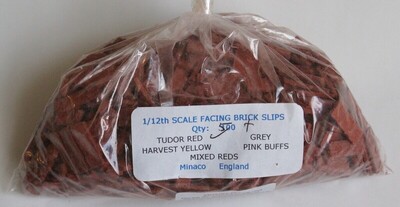 1/12th SCALE FACING BRICK SLIPS
Qty: 500 +
TUDOR RED GREY
HARVEST YELLOW PINK BUFFS
MIXED REDS
Minaco England